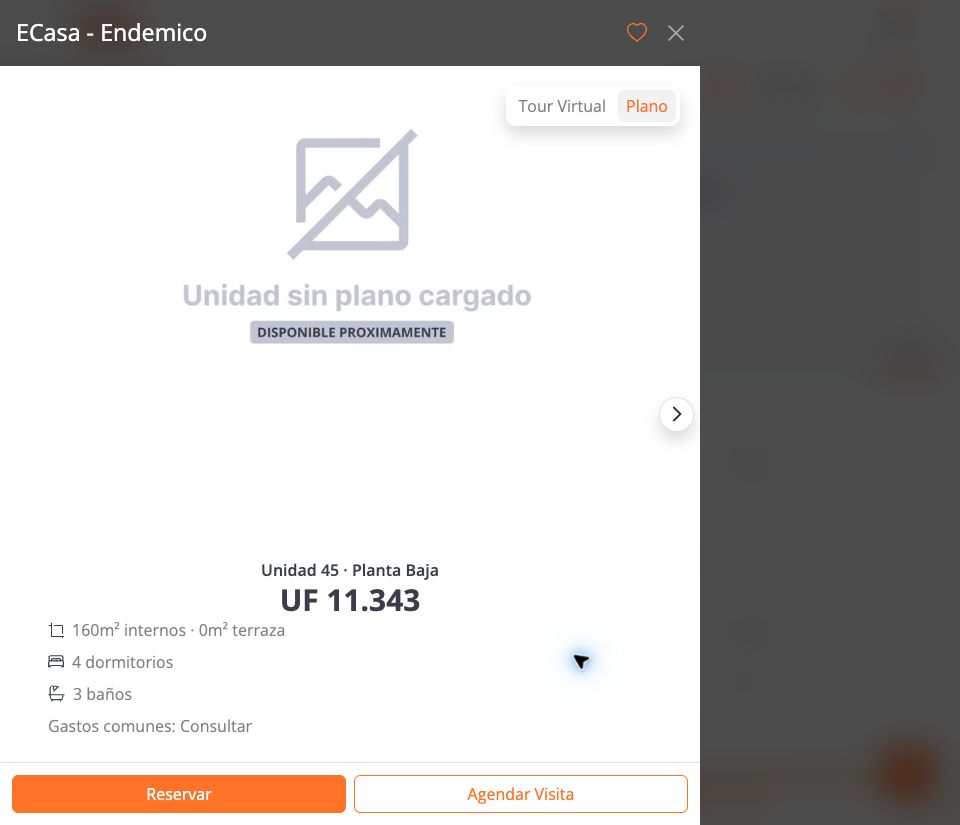 ECasa - Endemico
Tour Virtual Plano
Unidad sin plano cargado
DISPONIBLE PROXIMAMENTE
Unidad 45 · Planta Baja
UF 11.343
160m² internos · 0m² terraza
4 dormitorios
3 baños
Gastos comunes: Consultar
Reservar Agendar Visita